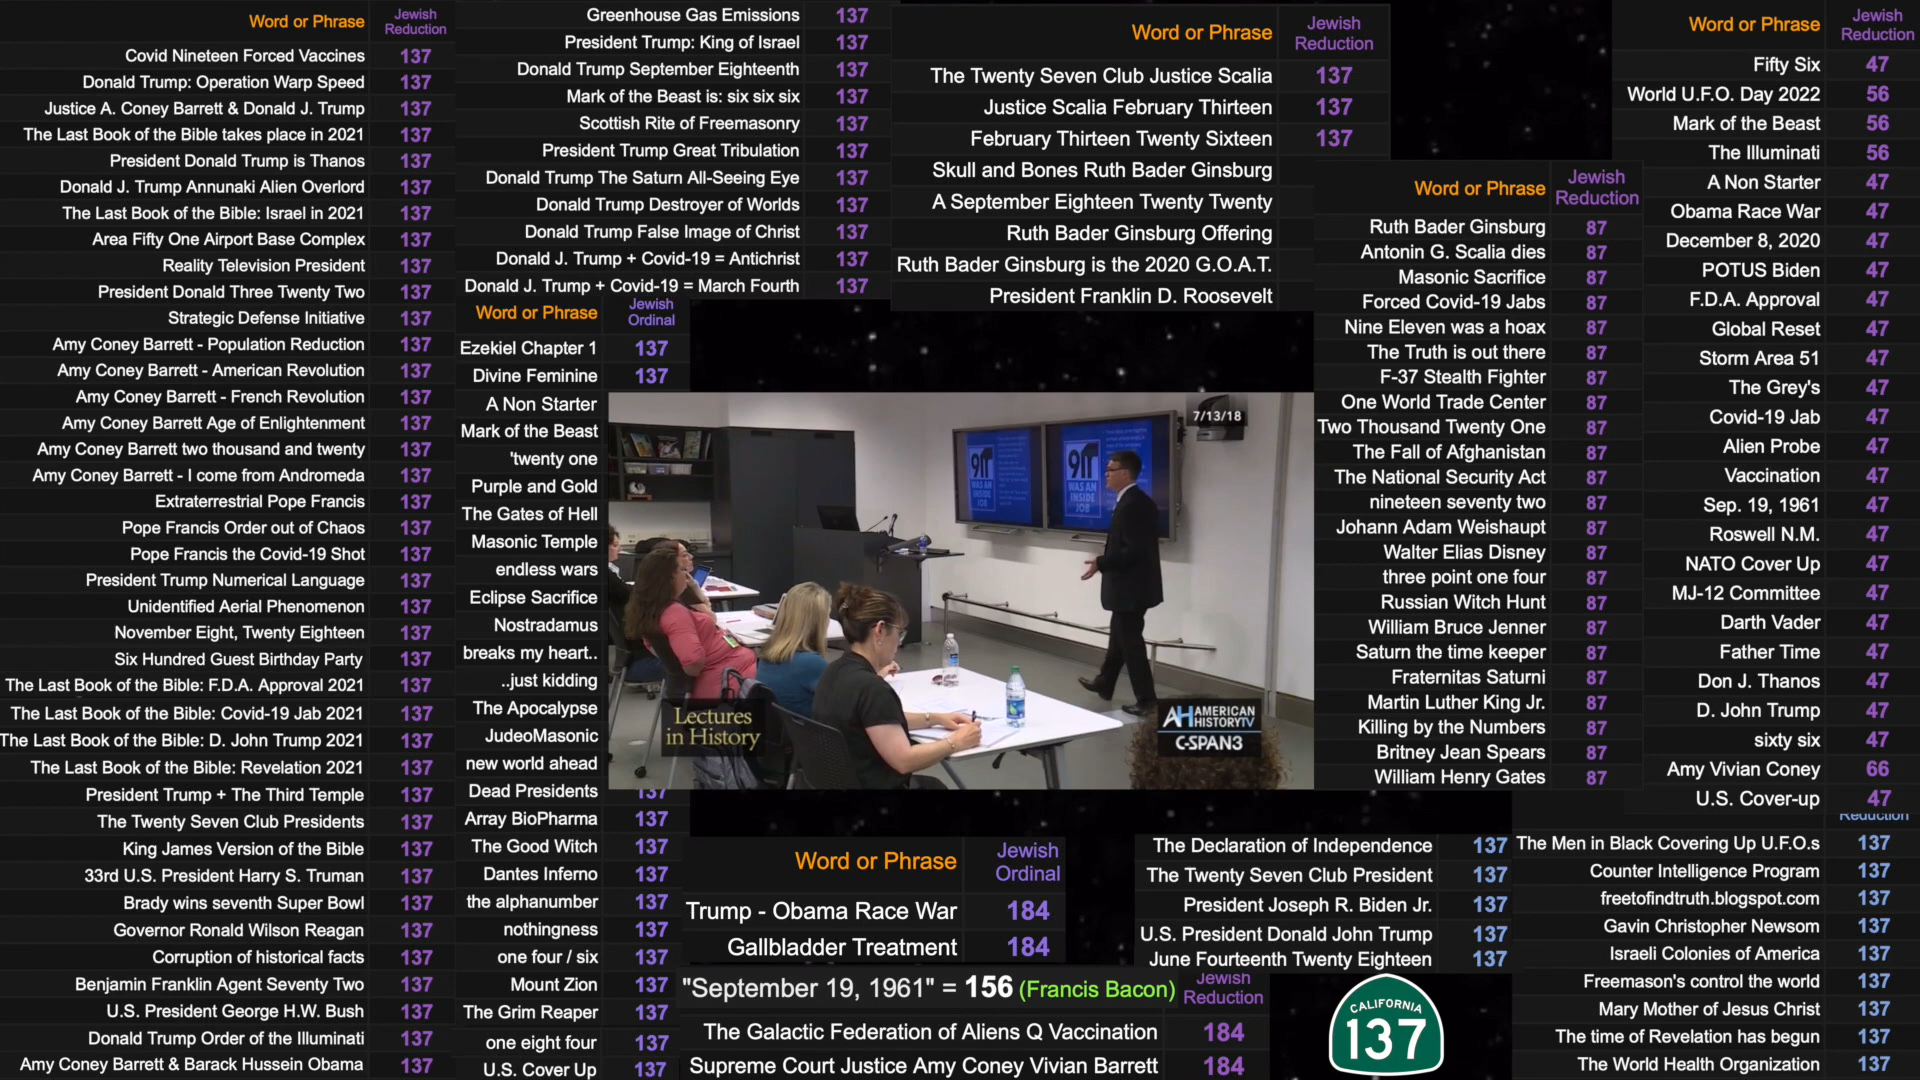 Word or Phrase Jewish Reduction
Covid Nineteen Forced Vaccines 137
Donald Trump: Operation Warp Speed 137
Justice A. Coney Barrett & Donald J. Trump 137
The Last Book of the Bible takes place in 2021 137
President Donald Trump is Thanos 137
Donald J. Trump Annunaki Alien Overlord 137
The Last Book of the Bible: Israel in 2021 137
Area Fifty One Airport Base Complex 137
Reality Television President 137
President Donald Three Twenty Two 137
Strategic Defense Initiative 137
Amy Coney Barrett - Population Reduction 137
Amy Coney Barrett - American Revolution 137
Amy Coney Barrett - French Revolution 137
Amy Coney Barrett Age of Enlightenment 137
Amy Coney Barrett two thousand and twenty 137
Amy Coney Barrett - I come from Andromeda 137
Extraterrestrial Pope Francis 137
Pope Francis Order out of Chaos 137
Pope Francis the Covid-19 Shot 137
President Trump Numerical Language 137
Unidentified Aerial Phenomenon 137
November Eight, Twenty Eighteen 137
Six Hundred Guest Birthday Party 137
The Last Book of the Bible: F.D.A. Approval 2021 137
The Last Book of the Bible: Covid-19 Jab 2021 137
The Last Book of the Bible: D. John Trump 2021 137
The Last Book of the Bible: Revelation 2021 137
President Trump + The Third Temple 137
The Twenty Seven Club Presidents 137
King James Version of the Bible 137
33rd U.S. President Harry S. Truman 137
Brady wins seventh Super Bowl 137
Governor Ronald Wilson Reagan 137
Corruption of historical facts 137
Benjamin Franklin Agent Seventy Two 137
U.S. President George H.W. Bush 137
Donald Trump Order of the Illuminati 137
Amy Coney Barrett & Barack Hussein Obama 137
Greenhouse Gas Emissions 137
President Trump: King of Israel 137
Donald Trump September Eighteenth 137
Mark of the Beast is: six six six 137
Scottish Rite of Freemasonry 137
President Trump Great Tribulation 137
Donald Trump The Saturn All-Seeing Eye 137
Donald Trump Destroyer of Worlds 137
Donald Trump False Image of Christ 137
Donald J. Trump + Covid-19 = Antichrist 137
Donald J. Trump + Covid-19 = March Fourth 137
Word or Phrase Jewish Ordinal
Ezekiel Chapter 1 137
Divine Feminine 137
A Non Starter
Mark of the Beast
'twenty one
Purple and Gold
The Gates of Hell
Masonic Temple
endless wars
Eclipse Sacrifice
Nostradamus
breaks my heart..
..just kidding
The Apocalypse
JudeoMasonic
new world ahead
Dead Presidents 137
Array BioPharma 137
The Good Witch 137
Dantes Inferno 137
the alphanumber 137
nothingness 137
one four / six 137
Mount Zion 137
The Grim Reaper 137
one eight four 137
U.S. Cover Up 137
Word or Phrase Jewish Reduction
The Twenty Seven Club Justice Scalia 137
Justice Scalia February Thirteen 137
February Thirteen Twenty Sixteen 137
Skull and Bones Ruth Bader Ginsburg
A September Eighteen Twenty Twenty
Ruth Bader Ginsburg Offering
Ruth Bader Ginsburg is the 2020 G.O.A.T.
President Franklin D. Roosevelt
7/13/18
911 WAS AN INSIDE JOB
911 WAS AN INSIDE JOB
Lectures in History
AH AMERICAN HISTORYTV
C-SPAN3
Word or Phrase Jewish Ordinal
Trump - Obama Race War 184
Gallbladder Treatment 184
"September 19, 1961" = 156 (Francis Bacon) Jewish Reduction
The Galactic Federation of Aliens Q Vaccination 184
Supreme Court Justice Amy Coney Vivian Barrett 184
The Declaration of Independence 137
The Twenty Seven Club President 137
President Joseph R. Biden Jr. 137
U.S. President Donald John Trump 137
June Fourteenth Twenty Eighteen 137
CALIFORNIA
137
Word or Phrase Jewish Reduction
Ruth Bader Ginsburg 87
Antonin G. Scalia dies 87
Masonic Sacrifice 87
Forced Covid-19 Jabs 87
Nine Eleven was a hoax 87
The Truth is out there 87
F-37 Stealth Fighter 87
One World Trade Center 87
Two Thousand Twenty One 87
The Fall of Afghanistan 87
The National Security Act 87
nineteen seventy two 87
Johann Adam Weishaupt 87
Walter Elias Disney 87
three point one four 87
Russian Witch Hunt 87
William Bruce Jenner 87
Saturn the time keeper 87
Fraternitas Saturni 87
Martin Luther King Jr. 87
Killing by the Numbers 87
Britney Jean Spears 87
William Henry Gates 87
Word or Phrase Jewish Reduction
Fifty Six 47
World U.F.O. Day 2022 56
Mark of the Beast 56
The Illuminati 56
A Non Starter 47
Obama Race War 47
December 8, 2020 47
POTUS Biden 47
F.D.A. Approval 47
Global Reset 47
Storm Area 51 47
The Grey's 47
Covid-19 Jab 47
Alien Probe 47
Vaccination 47
Sep. 19, 1961 47
Roswell N.M. 47
NATO Cover Up 47
MJ-12 Committee 47
Darth Vader 47
Father Time 47
Don J. Thanos 47
D. John Trump 47
sixty six 47
Amy Vivian Coney 66
U.S. Cover-up 47
Reduction
The Men in Black Covering Up U.F.O.s 137
Counter Intelligence Program 137
freetofindtruth.blogspot.com 137
Gavin Christopher Newsom 137
Israeli Colonies of America 137
Freemason's control the world 137
Mary Mother of Jesus Christ 137
The time of Revelation has begun 137
The World Health Organization 137